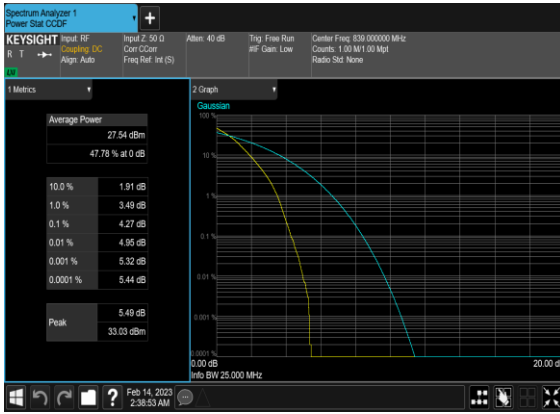 Spectrum Analyzer 1
Power Stat CCDF
+
KEYSIGHT
R T
LV
Input: RF
Coupling: DC
Align: Auto
Input Z: 50 Ω
Corr CCorr
Freq Ref: Int (S)
Atten: 40 dB
Trig: Free Run
#IF Gain: Low
Center Freq: 839.000000 MHz
Counts: 1.00 M/1.00 Mpt
Radio Std: None
1 Metrics
Average Power
27.54 dBm
47.78 % at 0 dB
10.0 % 1.91 dB
1.0 % 3.49 dB
0.1 % 4.27 dB
0.01 % 4.95 dB
0.001 % 5.32 dB
0.0001 % 5.44 dB
Peak
5.49 dB
33.03 dBm
2 Graph
Gaussian
100 %
10 %
1 %
0.1 %
0.01 %
0.001 %
0.0001 %
0.00 dB
20.00 d
Info BW 25.000 MHz
?
Feb 14, 2023
2:38:53 AM